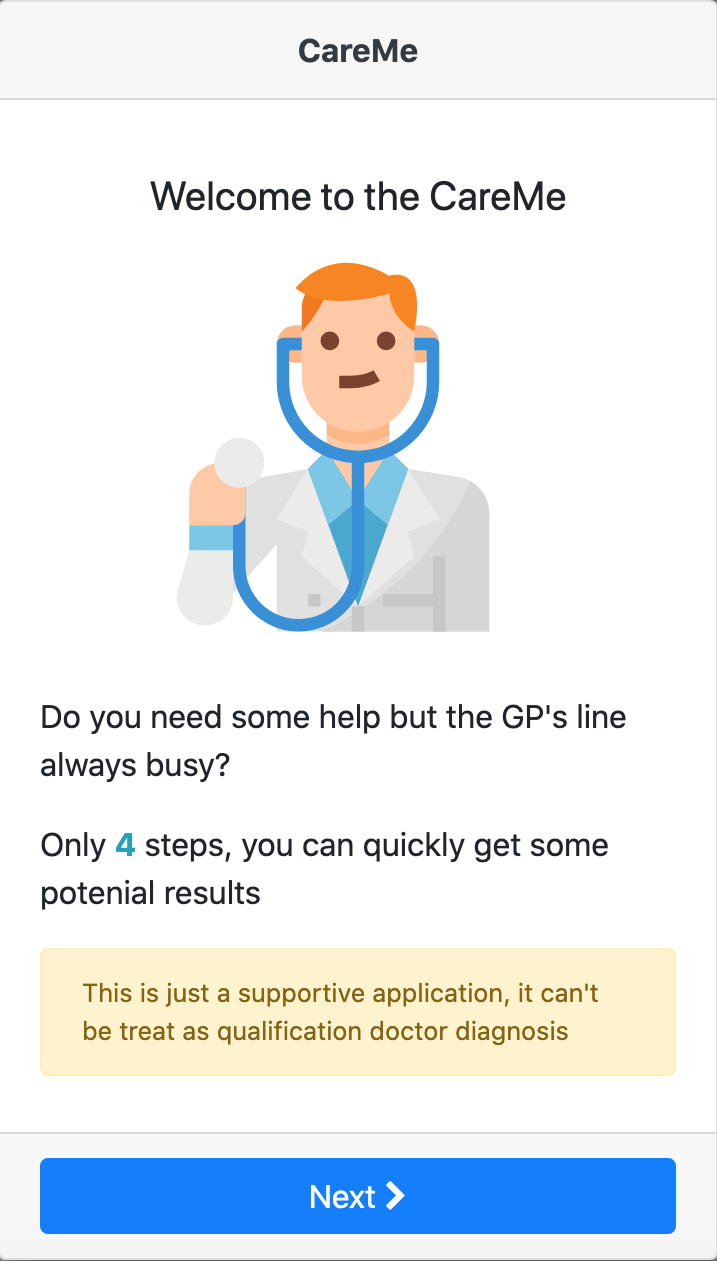 CareMe
Welcome to the CareMe
Do you need some help but the GP's line
always busy?
Only 4 steps, you can quickly get some
potenial results
This is just a supportive application, it can't
be treat as qualification doctor diagnosis
Next